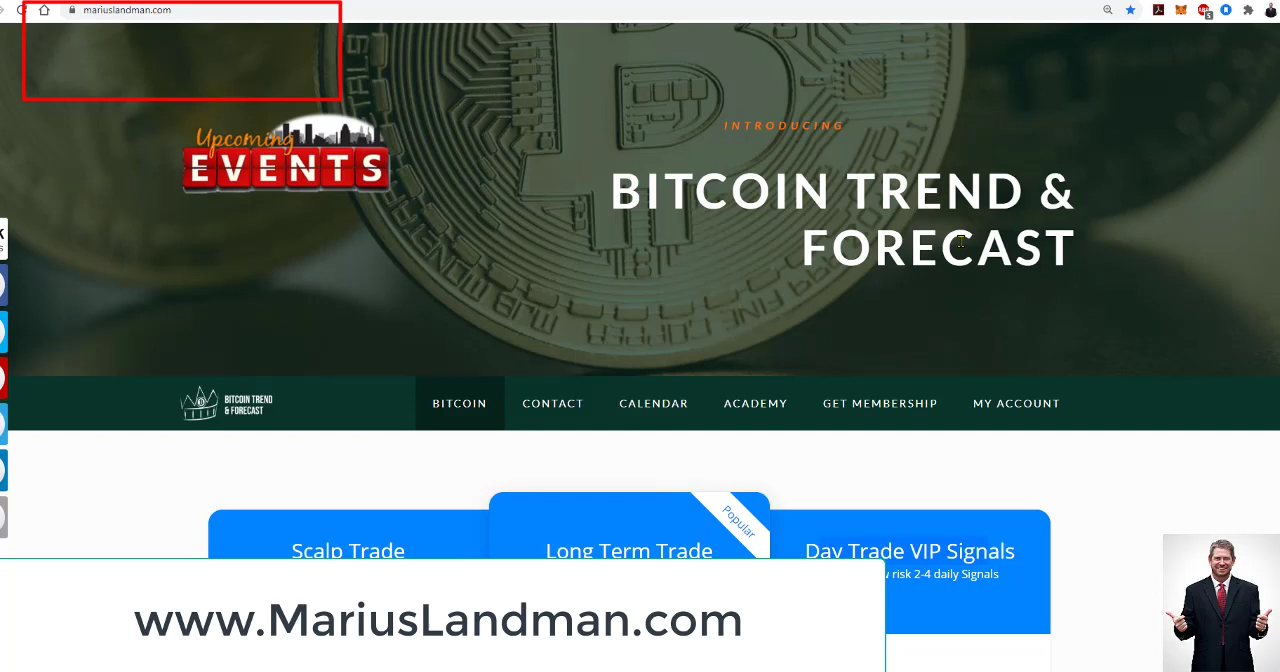 mariuslandman.com
Upcoming
EVENTS
INTRODUCING
BITCOIN TREND &
FORECAST
BITCOIN TREND
& FORECAST
BITCOIN
CONTACT
CALENDAR
ACADEMY
GET MEMBERSHIP
MY ACCOUNT
Popular
Scalp Trade
Long Term Trade
Day Trade VIP Signals
risk 2-4 daily Signals
www.MariusLandman.com